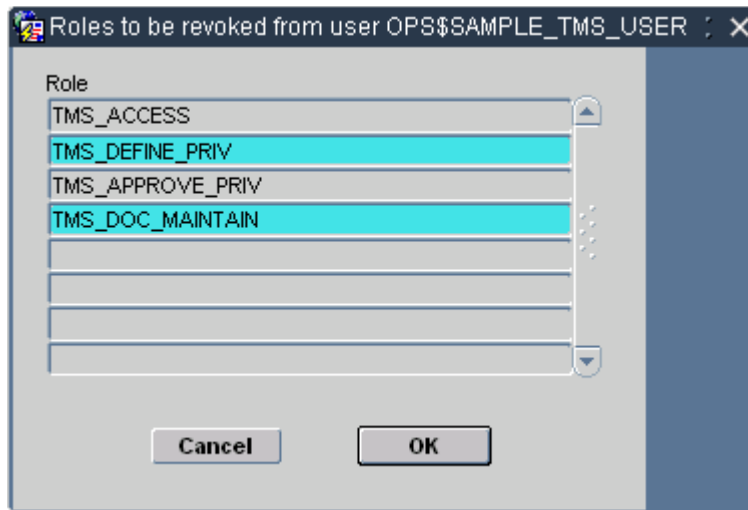 Roles to be revoked from user OPS$SAMPLE_TMS_USER
Role
TMS_ACCESS
TMS_DEFINE_PRIV
TMS_APPROVE_PRIV
TMS_DOC_MAINTAIN
Cancel OK